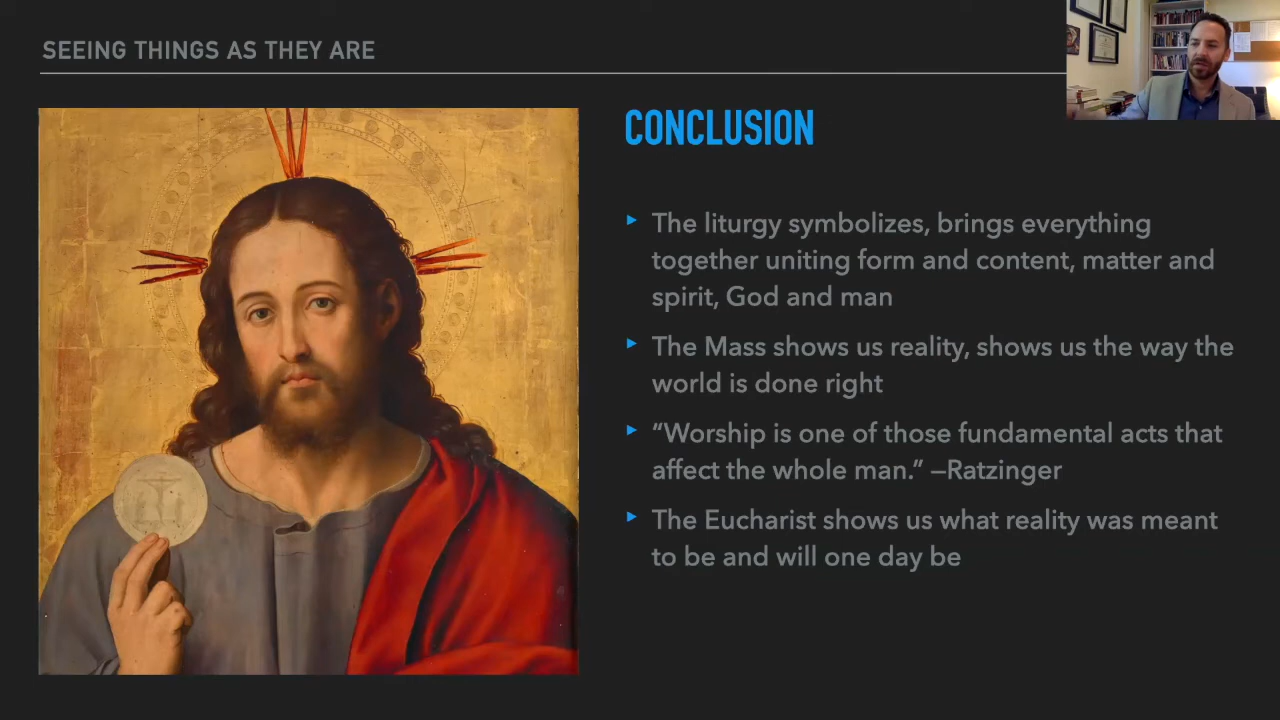 SEEING THINGS AS THEY ARE
CONCLUSION
The liturgy symbolizes, brings everything
together uniting form and content, matter and
spirit, God and man
The Mass shows us reality, shows us the way the
world is done right
“Worship is one of those fundamental acts that
affect the whole man.” —Ratzinger
The Eucharist shows us what reality was meant
to be and will one day be